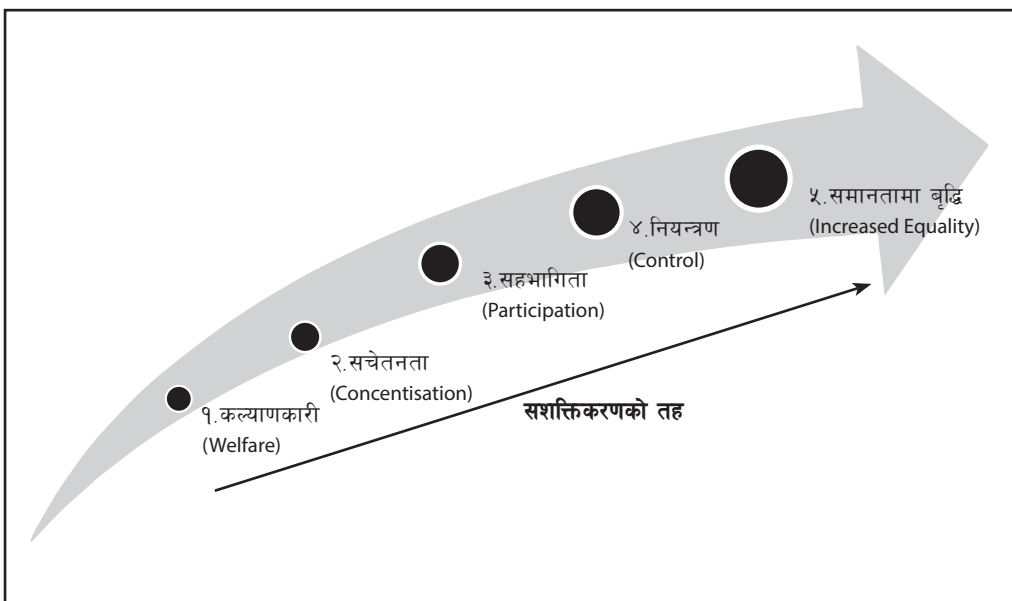 १.कल्याणकारी
(Welfare)
२.सचेतनता
(Concentisation)
३.सहभागिता
(Participation)
४.नियन्त्रण
(Control)
५.समानतामा बृद्धि
(Increased Equality)
सशक्तिकरणको तह